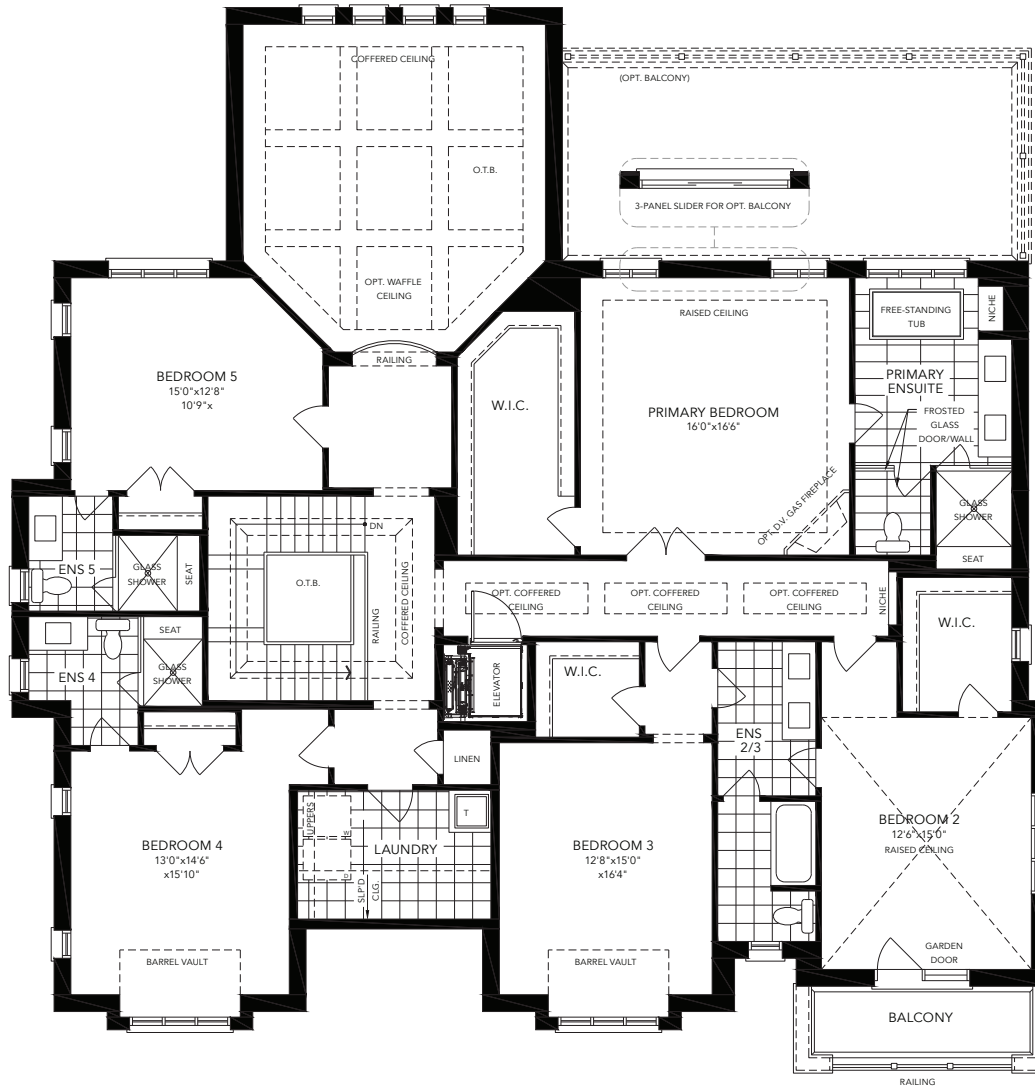 COFFERED CEILING
(OPT. BALCONY)
O.T.B.
3-PANEL SLIDER FOR OPT. BALCONY
OPT. WAFFLE
CEILING
RAILING
RAISED CEILING
FREE-STANDING
TUB
NICHE
BEDROOM 5
15'0"x12'8"
10'9"x
W.I.C.
PRIMARY BEDROOM
16'0"x16'6"
PRIMARY
ENSUITE
FROSTED
GLASS
DOOR/WALL
OPT. D.V. GAS FIREPLACE
GLASS
SHOWER
SEAT
DN
O.T.B.
RAILING
COFFERED CEILING
ENS 5
GLASS
SHOWER
SEAT
OPT. COFFERED
CEILING
OPT. COFFERED
CEILING
OPT. COFFERED
CEILING
NICHE
W.I.C.
ENS 4
SEAT
GLASS
SHOWER
ELEVATOR
W.I.C.
ENS
2/3
LINEN
BEDROOM 4
13'0"x14'6"
x15'10"
UPPERS
W
D
T
LAUNDRY
SLP'D
CLG.
BEDROOM 3
12'8"x15'0"
x16'4"
BEDROOM 2
12'6"x15'0"
RAISED CEILING
BARREL VAULT
BARREL VAULT
GARDEN
DOOR
BALCONY
RAILING